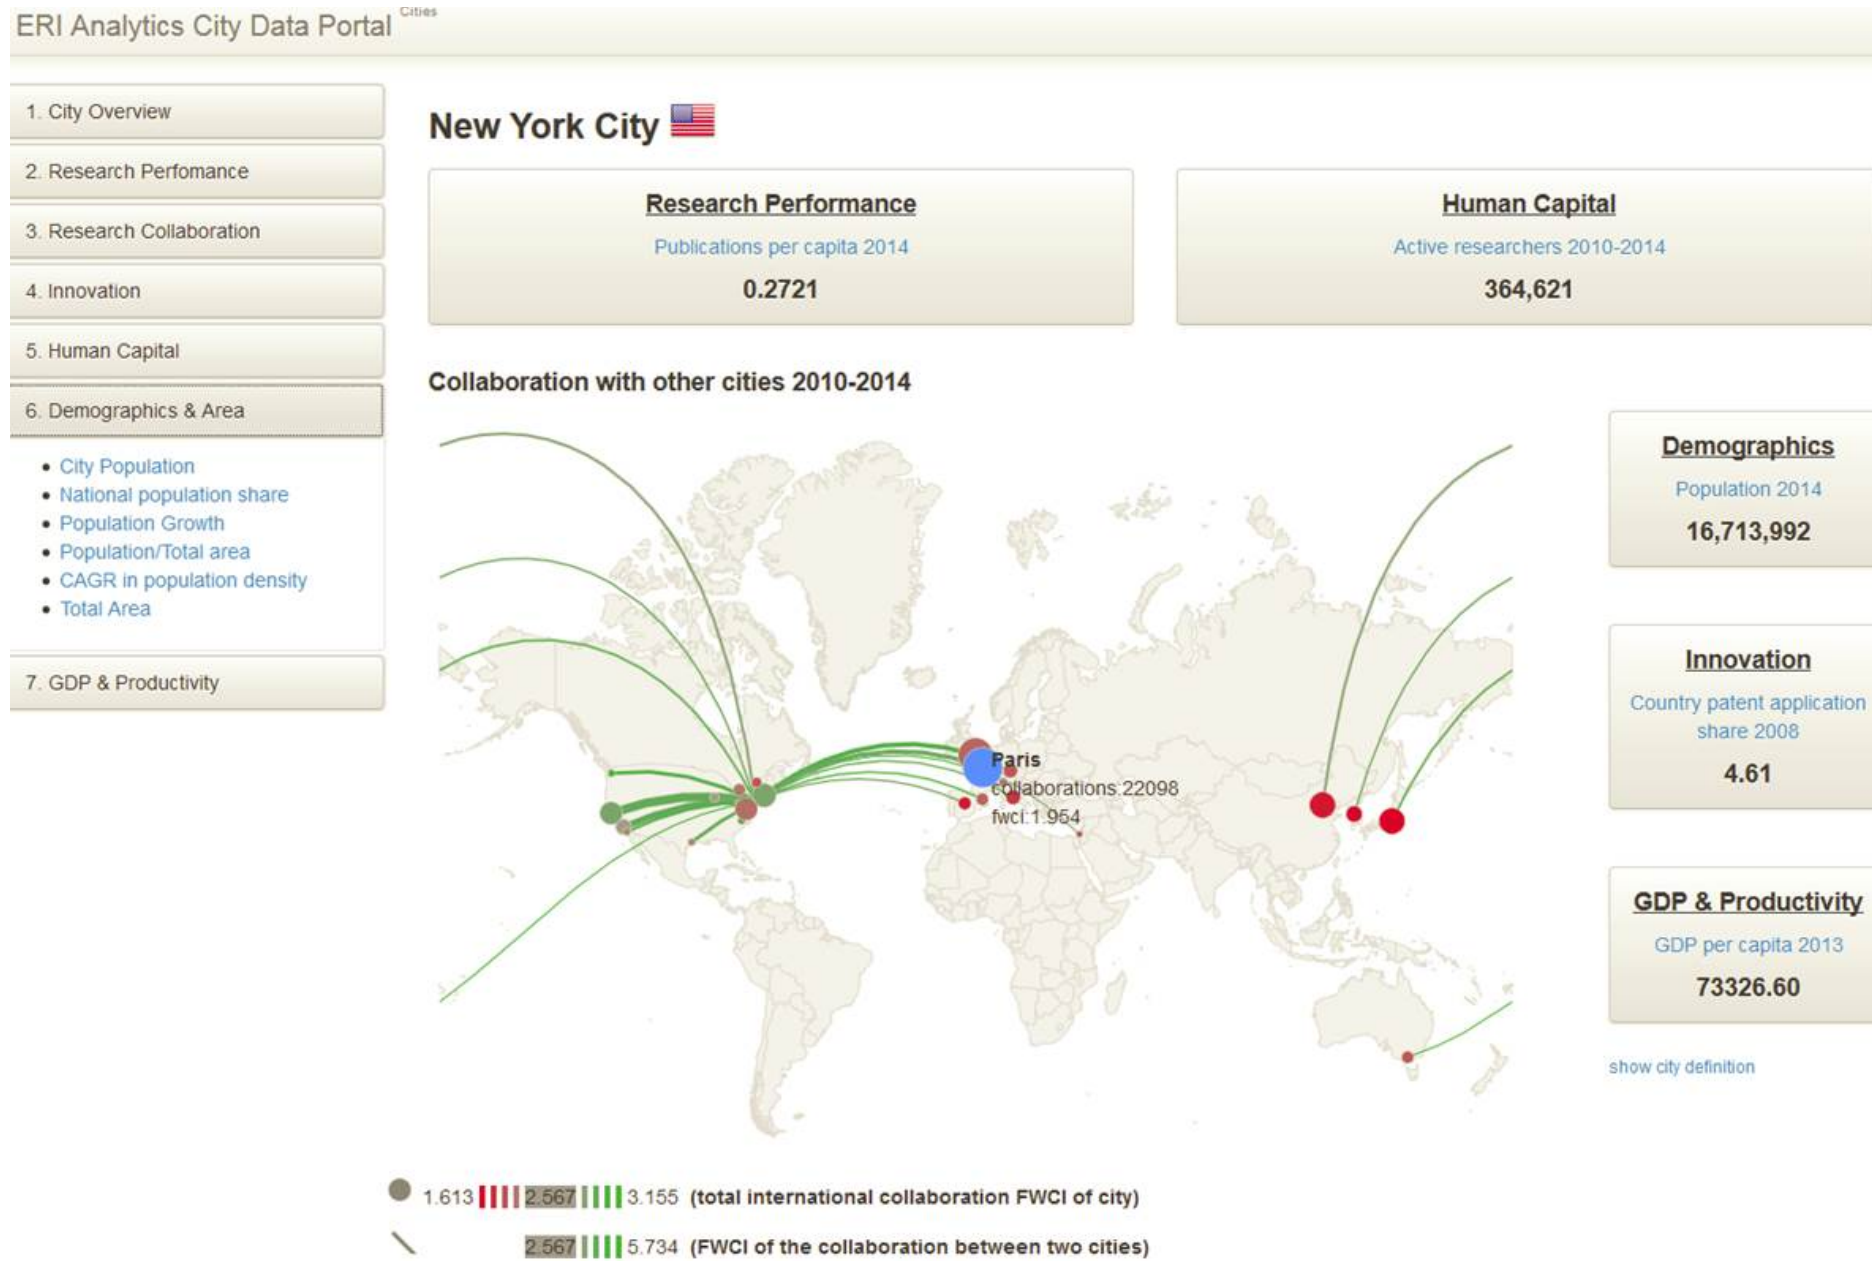 ERI Analytics City Data Portal
Cities
1. City Overview
2. Research Perfomance
3. Research Collaboration
4. Innovation
5. Human Capital
6. Demographics & Area
City Population
National population share
Population Growth
Population/Total area
CAGR in population density
Total Area
7. GDP & Productivity
New York City
Research Performance
Publications per capita 2014
0.2721
Human Capital
Active researchers 2010-2014
364,621
Collaboration with other cities 2010-2014
Paris
collaborations:22098
fwci:1.954
Demographics
Population 2014
16,713,992
Innovation
Country patent application
share 2008
4.61
GDP & Productivity
GDP per capita 2013
73326.60
show city definition
1.613 2.567 3.155 (total international collaboration FWCI of city)
2.567 5.734 (FWCI of the collaboration between two cities)